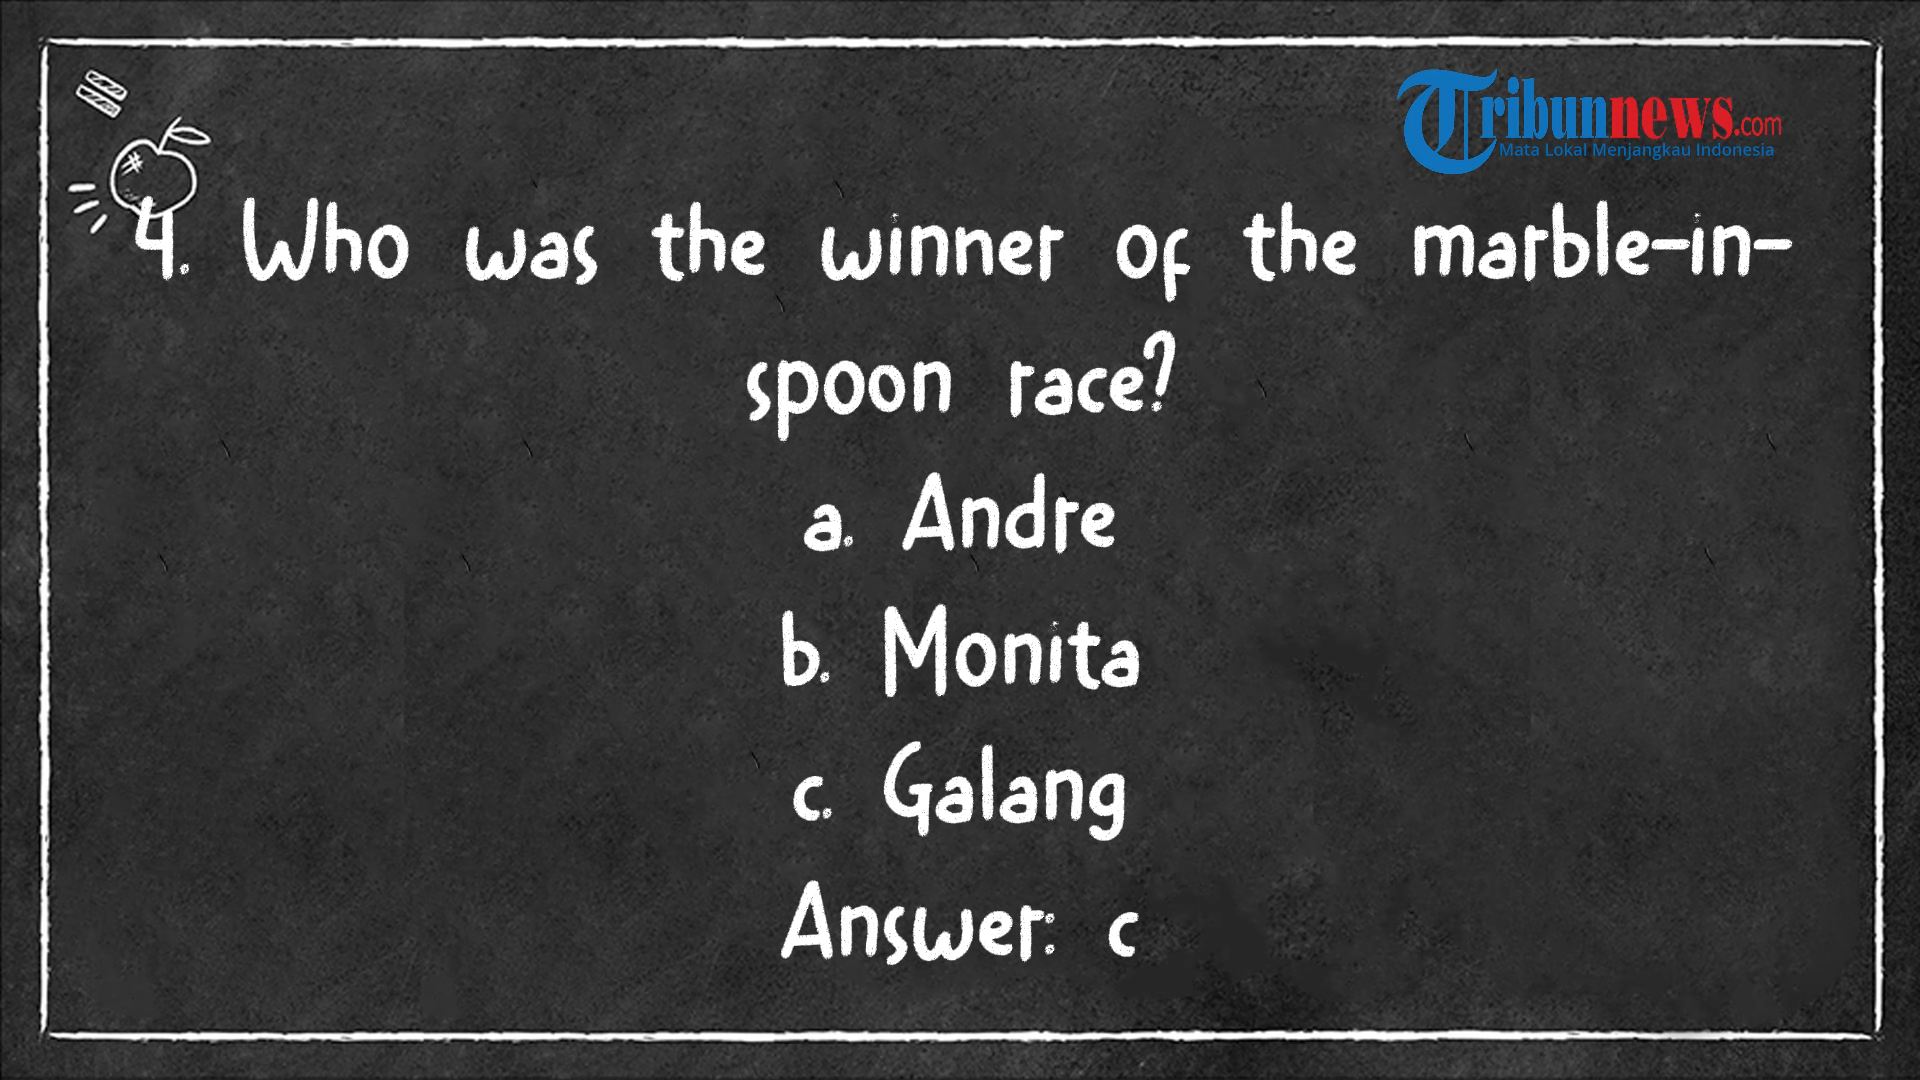 Tribunnews.com
Mata Lokal Menjangkau Indonesia
4. Who was the winner of the marble-in-
spoon race?
a. Andre
b. Monita
c. Galang
Answer: c